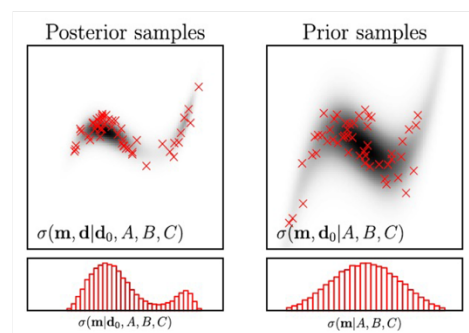 Posterior samples
Prior samples
σ(m, d|d₀, A, B, C)
σ(m, d₀|A, B, C)
σ(m|d₀, A, B, C)
σ(m|A, B, C)